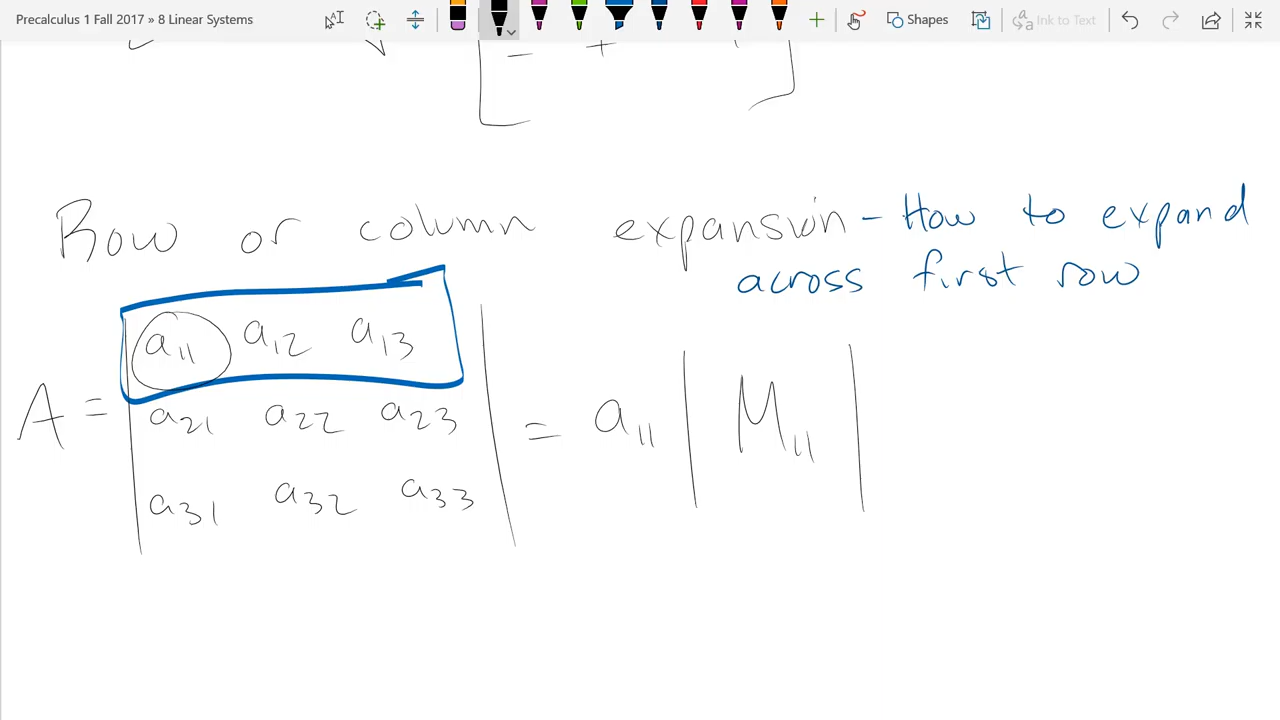 Precalculus 1 Fall 2017 » 8 Linear Systems
Shapes
Ink to Text
- +
Row or column expansion - How to expand
across first row
a11 a12 a13
A = a21 a22 a23 = a11 | M11 |
a31 a32 a33